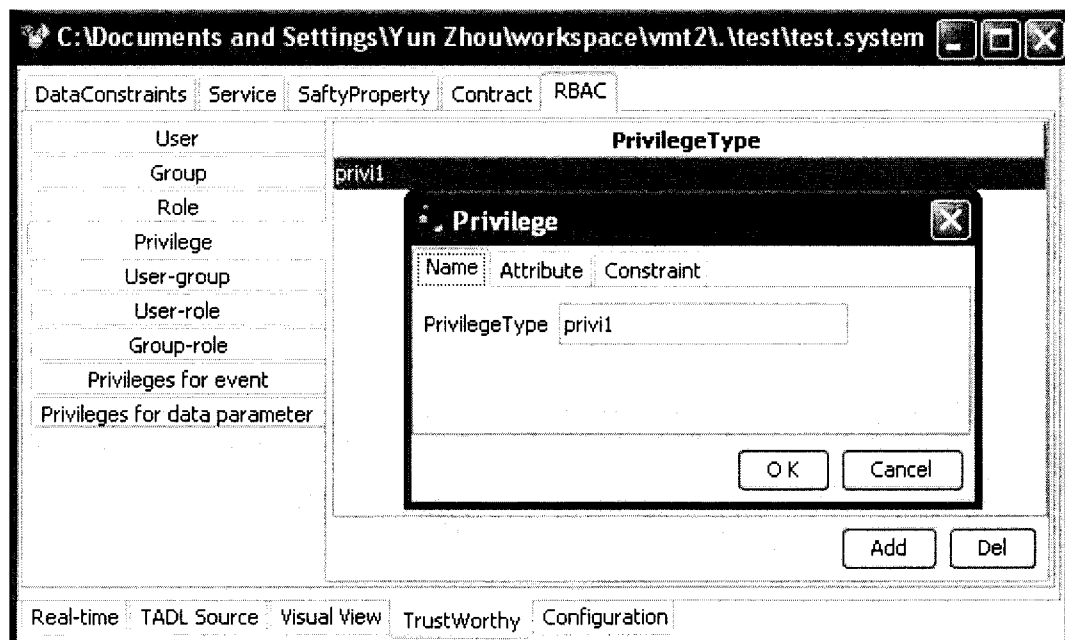 C:\Documents and Settings\Yun Zhou\workspace\vmt2\.\test\test.system
DataConstraints Service SaftyProperty Contract RBAC
User
Group
Role
Privilege
User-group
User-role
Group-role
Privileges for event
Privileges for data parameter
PrivilegeType
privi1
Privilege
Name Attribute Constraint
PrivilegeType privi1
OK Cancel
Add Del
Real-time TADL Source Visual View TrustWorthy Configuration